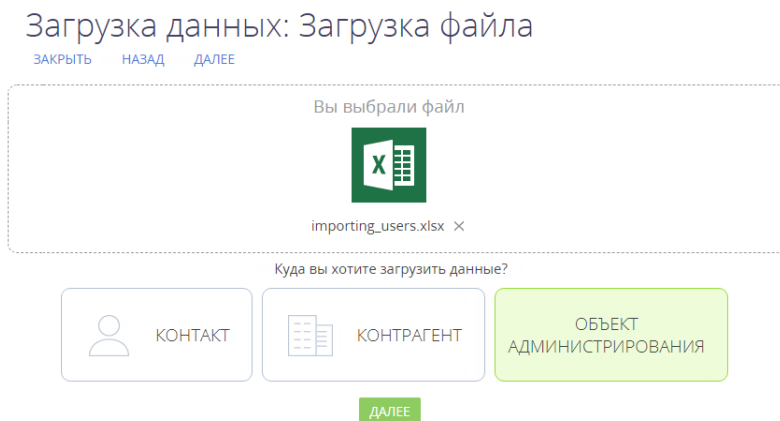 Загрузка данных: Загрузка файла
ЗАКРЫТЬ НАЗАД ДАЛЕЕ
Вы выбрали файл
X
importing_users.xlsx ×
Куда вы хотите загрузить данные?
КОНТАКТ
КОНТРАГЕНТ
ОБЪЕКТ
АДМИНИСТРИРОВАНИЯ
ДАЛЕЕ